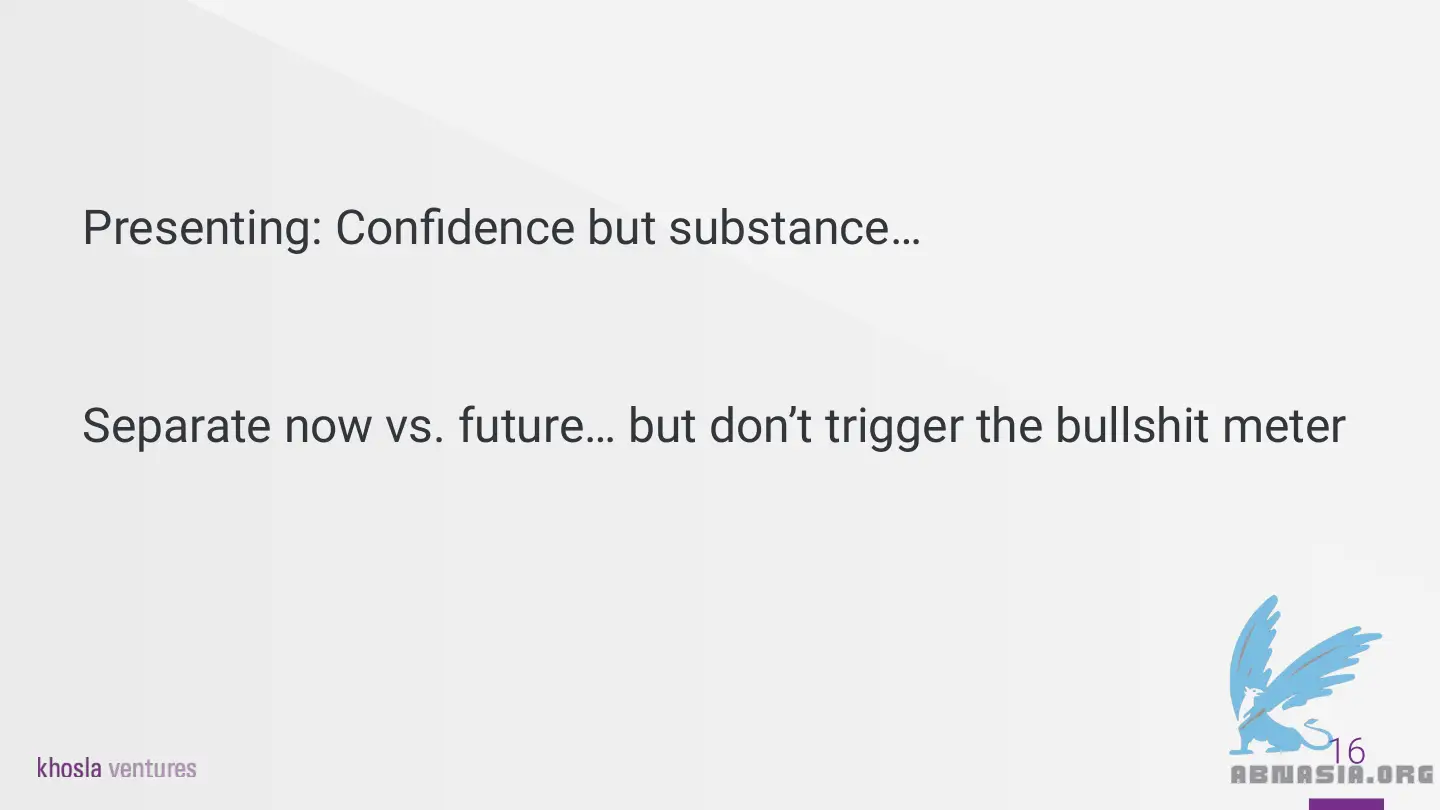 Presenting: Confidence but substance…
Separate now vs. future… but don’t trigger the bullshit meter
khosla ventures
16
ABNASIA.ORG